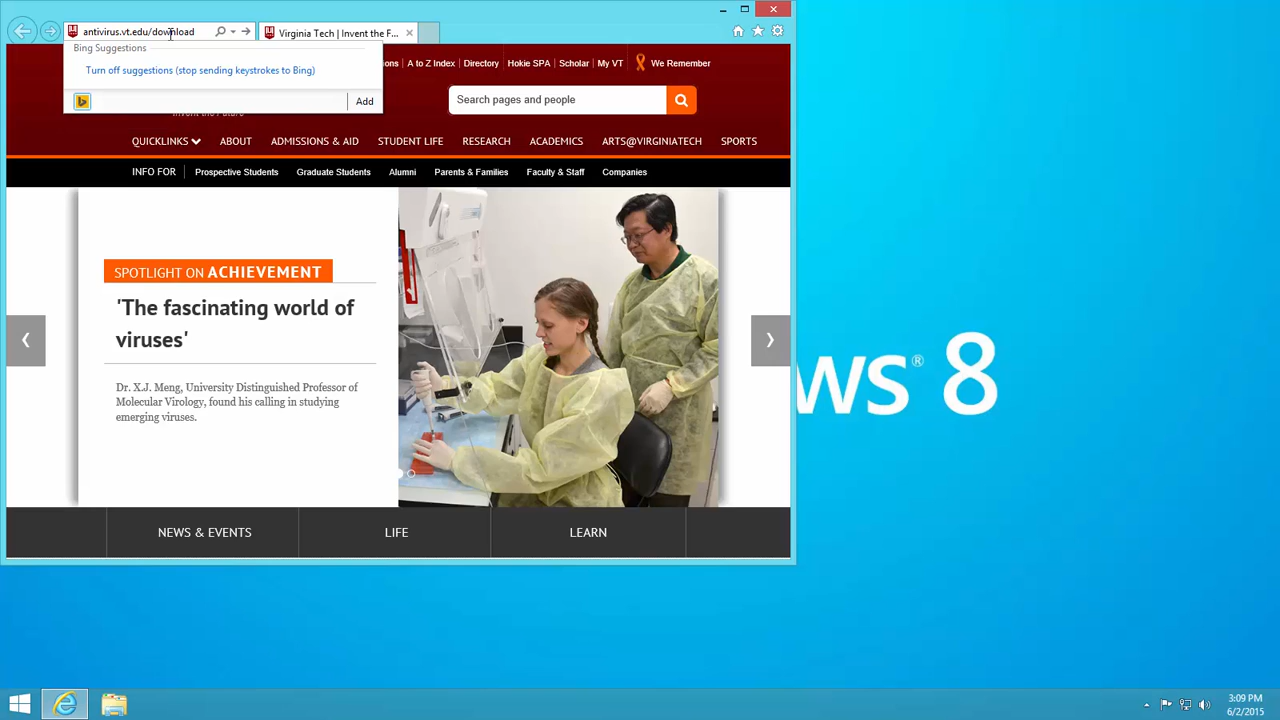 antivirus.vt.edu/download
Virginia Tech | Invent the F...
Bing Suggestions
Turn off suggestions (stop sending keystrokes to Bing)
Add
A to Z Index Directory Hokie SPA Scholar My VT We Remember
Search pages and people
QUICKLINKS ABOUT ADMISSIONS & AID STUDENT LIFE RESEARCH ACADEMICS ARTS@VIRGINIATECH SPORTS
INFO FOR Prospective Students Graduate Students Alumni Parents & Families Faculty & Staff Companies
SPOTLIGHT ON ACHIEVEMENT
'The fascinating world of
viruses'
Dr. X.J. Meng, University Distinguished Professor of
Molecular Virology, found his calling in studying
emerging viruses.
ws® 8
NEWS & EVENTS LIFE LEARN
3:09 PM
6/2/2015